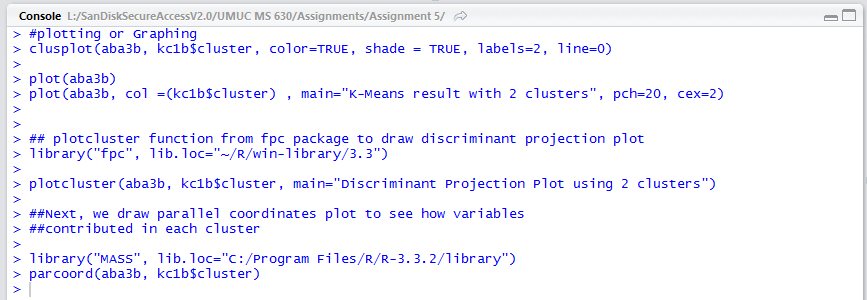 Console L:/SanDiskSecureAccessV2.0/UMUC MS 630/Assignments/Assignment 5/
> #plotting or Graphing
> clusplot(aba3b, kc1b$cluster, color=TRUE, shade = TRUE, labels=2, line=0)
>
> plot(aba3b)
> plot(aba3b, col =(kc1b$cluster) , main="K-Means result with 2 clusters", pch=20, cex=2)
>
>
> ## plotcluster function from fpc package to draw discriminant projection plot
> library("fpc", lib.loc="~/R/win-library/3.3")
>
> plotcluster(aba3b, kc1b$cluster, main="Discriminant Projection Plot using 2 clusters")
>
> ##Next, we draw parallel coordinates plot to see how variables
> ##contributed in each cluster
>
> library("MASS", lib.loc="C:/Program Files/R/R-3.3.2/library")
> parcoord(aba3b, kc1b$cluster)
>